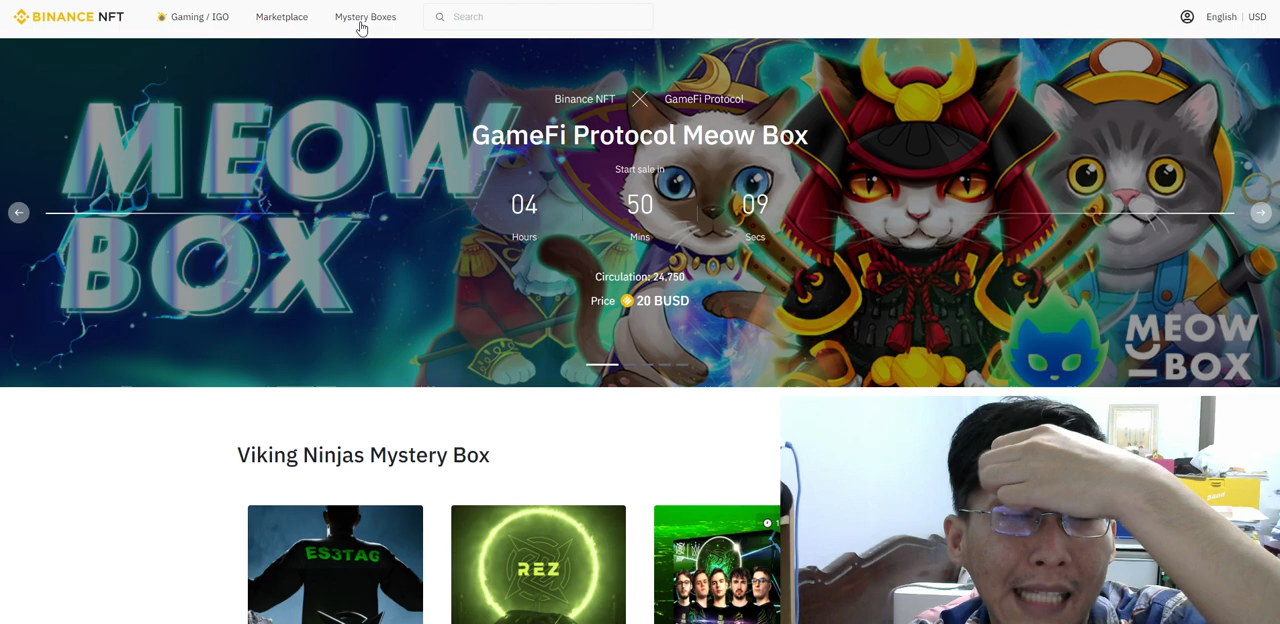 BINANCE NFT
Gaming / IGO
Marketplace
Mystery Boxes
Search
English | USD
MEOW
BOX
Binance NFT
GameFi Protocol
GameFi Protocol Meow Box
Start sale in
04
50
09
Hours
Mins
Secs
Circulation: 24,750
Price 20 BUSD
MEOW
BOX
Viking Ninjas Mystery Box
ES3TAG
REZ